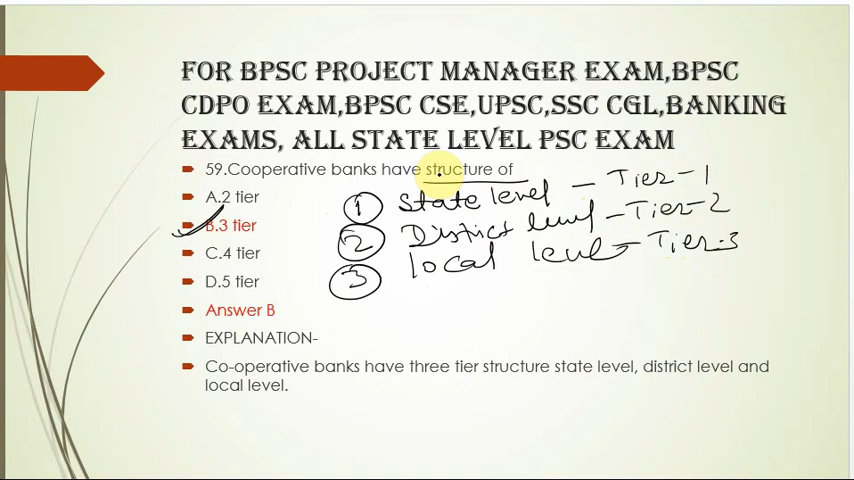 FOR BPSC PROJECT MANAGER EXAM,BPSC
CDPO EXAM,BPSC CSE,UPSC,SSC CGL,BANKING
EXAMS, ALL STATE LEVEL PSC EXAM
59.Cooperative banks have structure of
A.2 tier
B.3 tier
C.4 tier
D.5 tier
Answer B
EXPLANATION-
Co-operative banks have three tier structure state level, district level and
local level.
1 State level - Tier-1
2 District level - Tier-2
3 local level - Tier-3